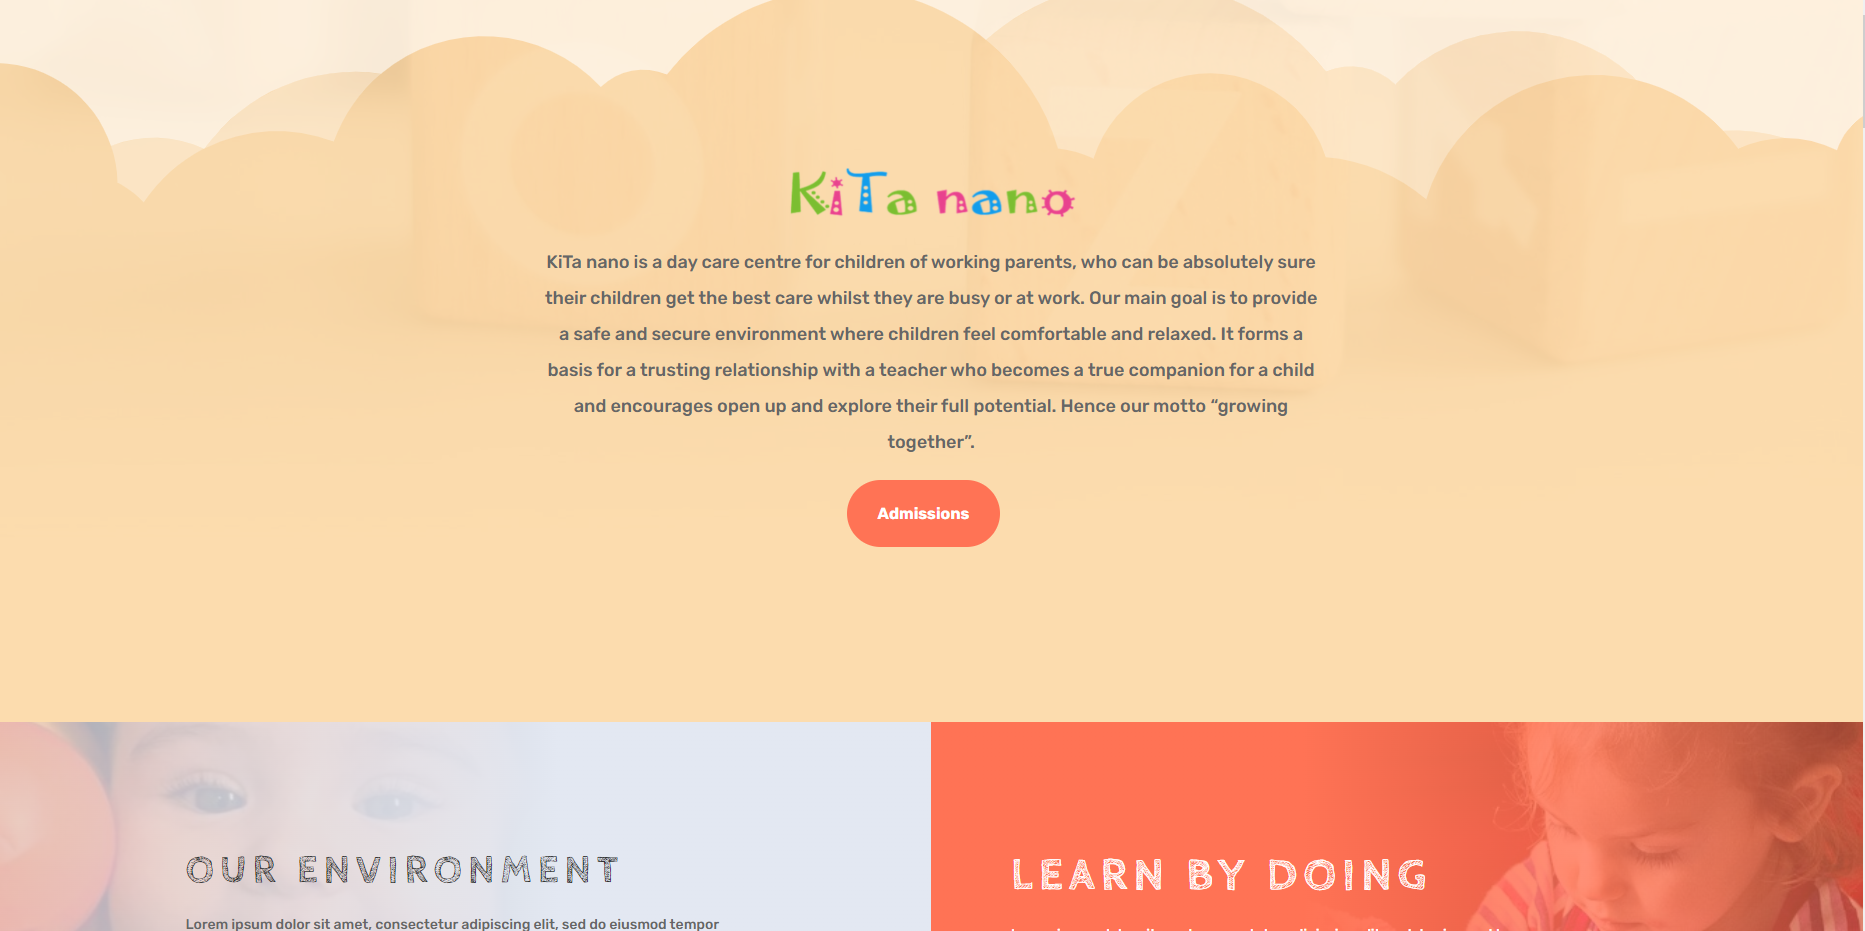 KiTa nano
KiTa nano is a day care centre for children of working parents, who can be absolutely sure
their children get the best care whilst they are busy or at work. Our main goal is to provide
a safe and secure environment where children feel comfortable and relaxed. It forms a
basis for a trusting relationship with a teacher who becomes a true companion for a child
and encourages open up and explore their full potential. Hence our motto “growing
together”.
Admissions
OUR ENVIRONMENT
Lorem ipsum dolor sit amet, consectetur adipiscing elit, sed do eiusmod tempor
LEARN BY DOING